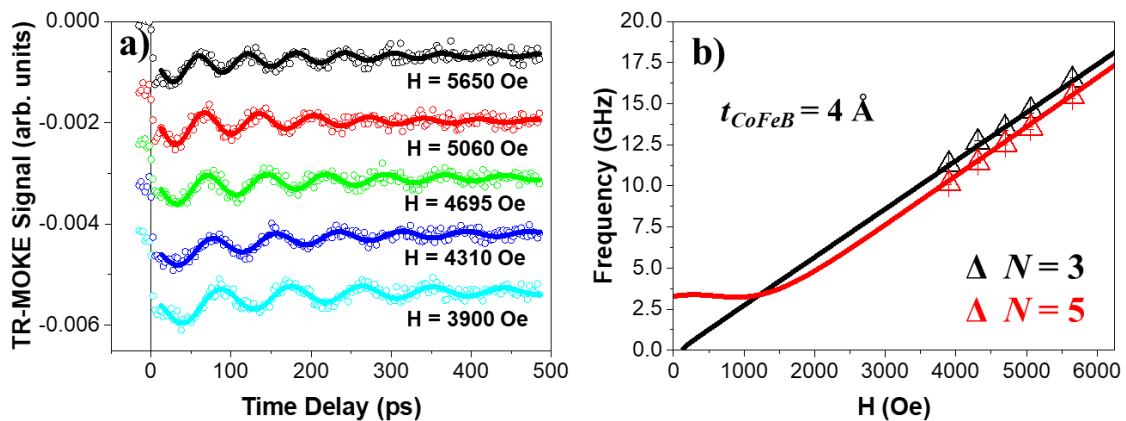 a)
TR-MOKE Signal (arb. units)
0.000
-0.002
-0.004
-0.006
H = 5650 Oe
H = 5060 Oe
H = 4695 Oe
H = 4310 Oe
H = 3900 Oe
0 100 200 300 400 500
Time Delay (ps)
b)
Frequency (GHz)
20.0
17.5
15.0
12.5
10.0
7.5
5.0
2.5
0.0
t_CoFeB = 4 Å
Δ N = 3
Δ N = 5
0 1000 2000 3000 4000 5000 6000
H (Oe)